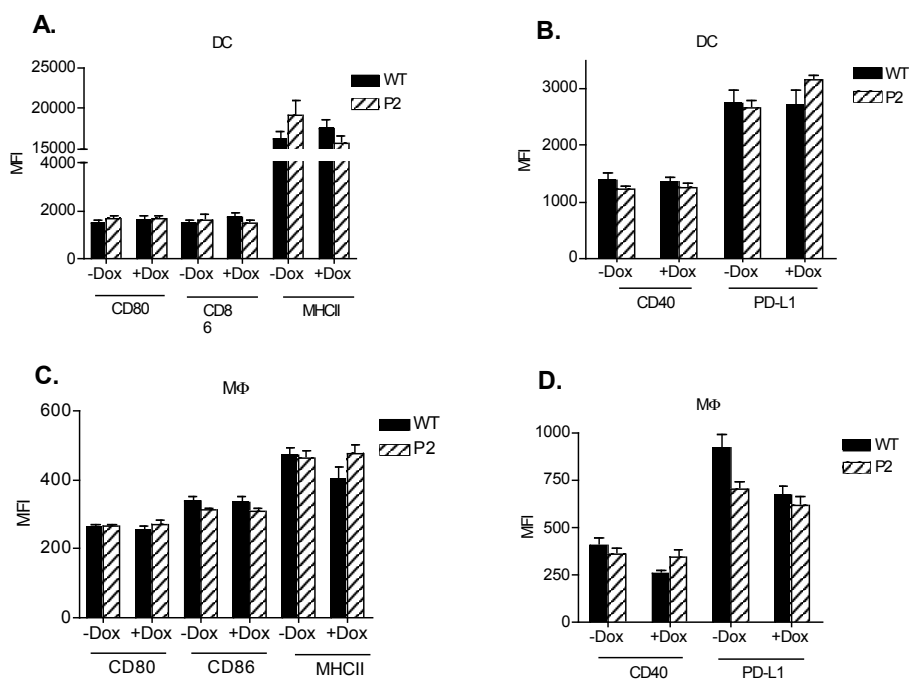 A.
DC
25000
20000
15000
4000
2000
0
MFI
WT
P2
-Dox +Dox -Dox +Dox -Dox +Dox
CD80 CD8 MHCII
6
B.
DC
3000
2000
1000
0
MFI
WT
P2
-Dox +Dox -Dox +Dox
CD40 PD-L1
C.
MΦ
600
400
200
0
MFI
WT
P2
-Dox +Dox -Dox +Dox -Dox +Dox
CD80 CD86 MHCII
D.
MΦ
1000
750
500
250
0
MFI
WT
P2
-Dox +Dox -Dox +Dox
CD40 PD-L1